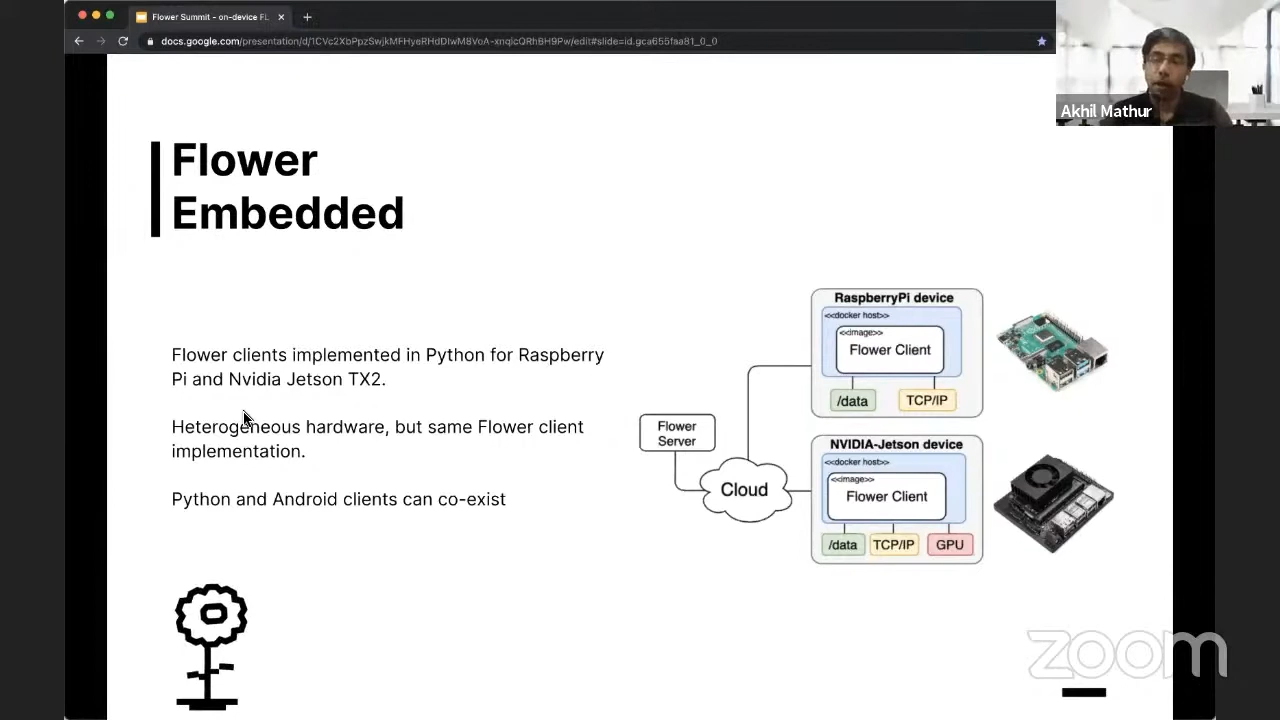 Flower Summit - on-device FL
docs.google.com/presentation/d/1CVc2XbPpzSwjkMFHyeRHdDIwM8VoA-xnqicQRhBH9Pw/edit#slide=id.gca655faa81_0_0
Akhil Mathur
Flower
Embedded
Flower clients implemented in Python for Raspberry
Pi and Nvidia Jetson TX2.
Heterogeneous hardware, but same Flower client
implementation.
Python and Android clients can co-exist
Flower
Server
Cloud
RaspberryPi device
<<docker host>>
<<image>>
Flower Client
/data
TCP/IP
NVIDIA-Jetson device
<<docker host>>
<<image>>
Flower Client
/data
TCP/IP
GPU
zoom